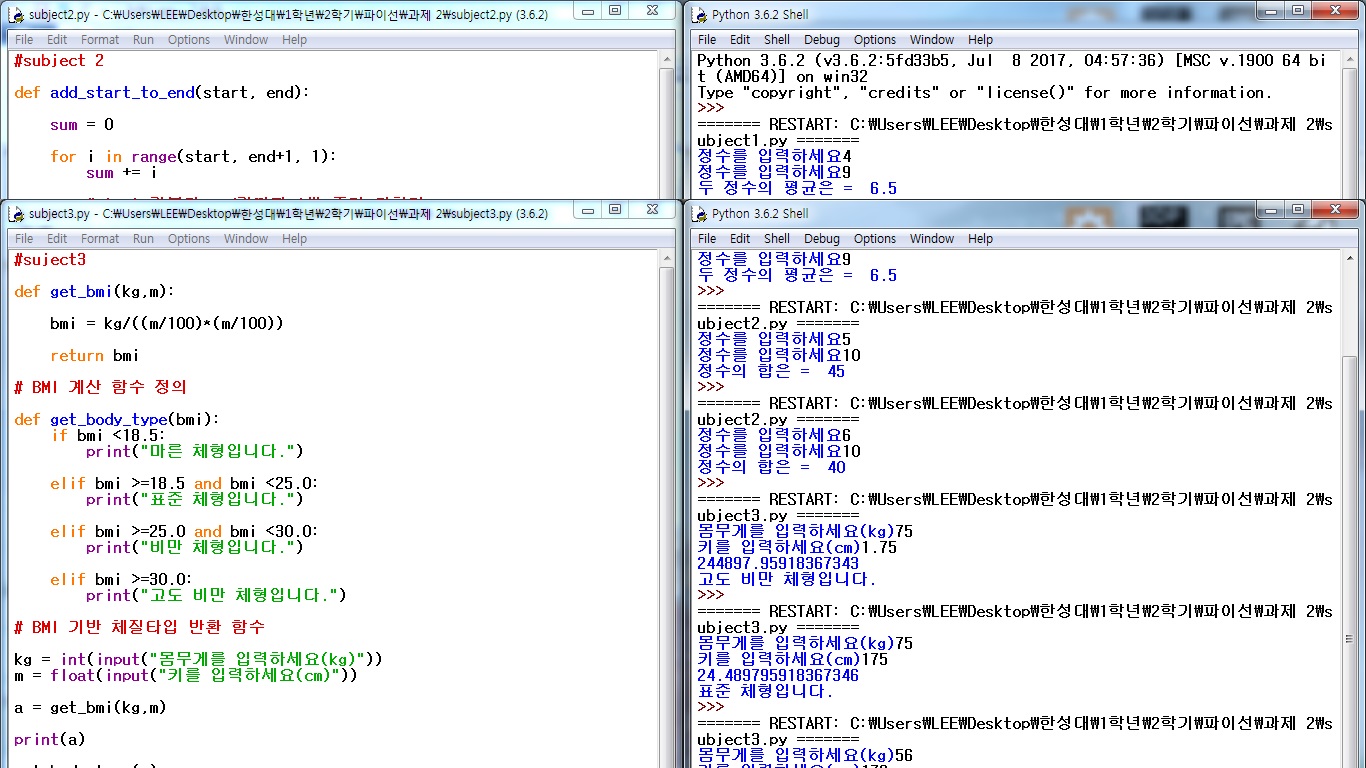 subject2.py - C:₩Users₩LEE₩Desktop₩한성대₩1학년₩2학기₩파이선₩과제 2₩subject2.py (3.6.2)
File Edit Format Run Options Window Help
#subject 2
def add_start_to_end(start, end):
sum = 0
for i in range(start, end+1, 1):
sum += i
Python 3.6.2 Shell
File Edit Shell Debug Options Window Help
Python 3.6.2 (v3.6.2:5fd33b5, Jul 8 2017, 04:57:36) [MSC v.1900 64 bi
t (AMD64)] on win32
Type "copyright", "credits" or "license()" for more information.
>>>
======= RESTART: C:₩Users₩LEE₩Desktop₩한성대₩1학년₩2학기₩파이선₩과제 2₩s
ubject1.py =======
정수를 입력하세요4
정수를 입력하세요9
두 정수의 평균은 = 6.5
subject3.py - C:₩Users₩LEE₩Desktop₩한성대₩1학년₩2학기₩파이선₩과제 2₩subject3.py (3.6.2)
File Edit Format Run Options Window Help
#suject3
def get_bmi(kg,m):
bmi = kg/((m/100)*(m/100))
return bmi
# BMI 계산 함수 정의
def get_body_type(bmi):
if bmi <18.5:
print("마른 체형입니다.")
elif bmi >=18.5 and bmi <25.0:
print("표준 체형입니다.")
elif bmi >=25.0 and bmi <30.0:
print("비만 체형입니다.")
elif bmi >=30.0:
print("고도 비만 체형입니다.")
# BMI 기반 체질타입 반환 함수
kg = int(input("몸무게를 입력하세요(kg)"))
m = float(input("키를 입력하세요(cm)"))
a = get_bmi(kg,m)
print(a)
Python 3.6.2 Shell
File Edit Shell Debug Options Window Help
정수를 입력하세요9
두 정수의 평균은 = 6.5
>>>
======= RESTART: C:₩Users₩LEE₩Desktop₩한성대₩1학년₩2학기₩파이선₩과제 2₩s
ubject2.py =======
정수를 입력하세요5
정수를 입력하세요10
정수의 합은 = 45
>>>
======= RESTART: C:₩Users₩LEE₩Desktop₩한성대₩1학년₩2학기₩파이선₩과제 2₩s
ubject2.py =======
정수를 입력하세요6
정수를 입력하세요10
정수의 합은 = 40
>>>
======= RESTART: C:₩Users₩LEE₩Desktop₩한성대₩1학년₩2학기₩파이선₩과제 2₩s
ubject3.py =======
몸무게를 입력하세요(kg)75
키를 입력하세요(cm)1.75
244897.95918367343
고도 비만 체형입니다.
>>>
======= RESTART: C:₩Users₩LEE₩Desktop₩한성대₩1학년₩2학기₩파이선₩과제 2₩s
ubject3.py =======
몸무게를 입력하세요(kg)75
키를 입력하세요(cm)175
24.489795918367346
표준 체형입니다.
>>>
======= RESTART: C:₩Users₩LEE₩Desktop₩한성대₩1학년₩2학기₩파이선₩과제 2₩s
ubject3.py =======
몸무게를 입력하세요(kg)56